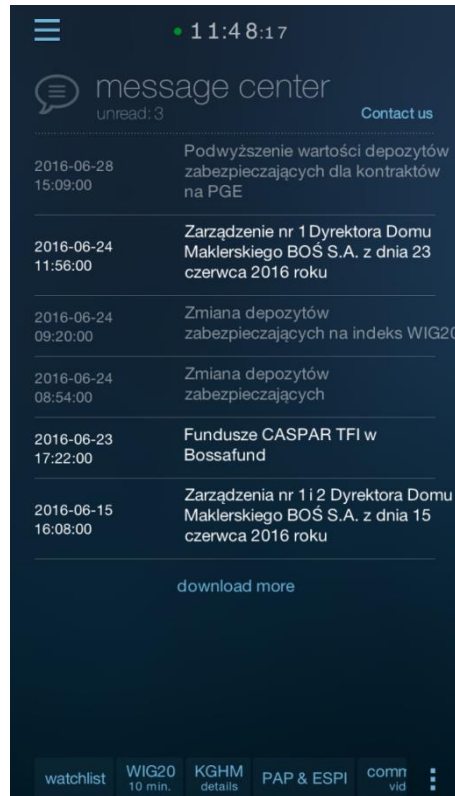 11:48:17
message center
unread: 3
Contact us
2016-06-28
15:09:00
Podwyższenie wartości depozytów
zabezpieczających dla kontraktów
na PGE
2016-06-24
11:56:00
Zarządzenie nr 1 Dyrektora Domu
Maklerskiego BOŚ S.A. z dnia 23
czerwca 2016 roku
2016-06-24
09:20:00
Zmiana depozytów
zabezpieczających na indeks WIG20
2016-06-24
08:54:00
Zmiana depozytów
zabezpieczających
2016-06-23
17:22:00
Fundusze CASPAR TFI w
Bossafund
2016-06-15
16:08:00
Zarządzenia nr 1 i 2 Dyrektora Domu
Maklerskiego BOŚ S.A. z dnia 15
czerwca 2016 roku
download more
watchlist
WIG20
10 min.
KGHM
details
PAP & ESPI
comm
vid